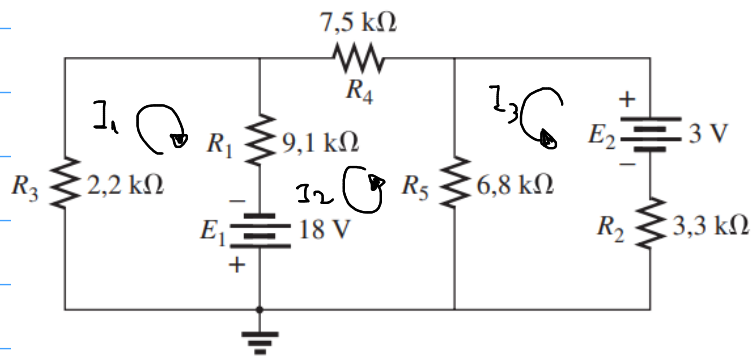 7,5 kΩ
R4
I1
I2
I3
R1
9,1 kΩ
R3
2,2 kΩ
R5
6,8 kΩ
E1
−
18 V
+
+
E2
3 V
−
R2
3,3 kΩ